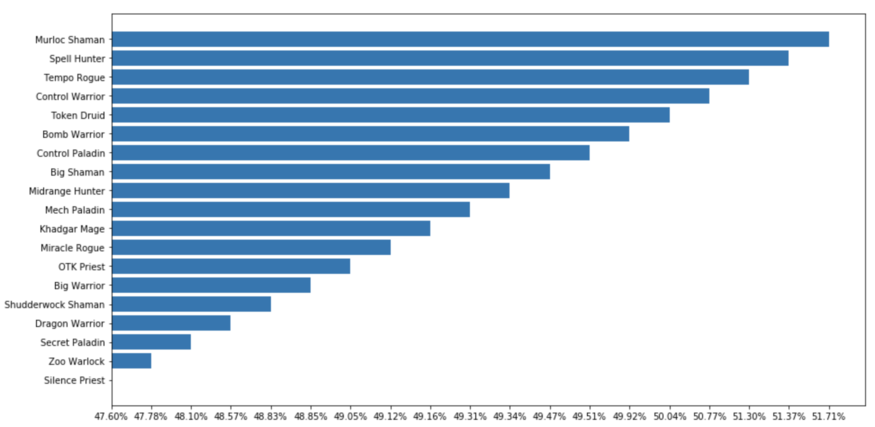 Murloc Shaman
Spell Hunter
Tempo Rogue
Control Warrior
Token Druid
Bomb Warrior
Control Paladin
Big Shaman
Midrange Hunter
Mech Paladin
Khadgar Mage
Miracle Rogue
OTK Priest
Big Warrior
Shudderwock Shaman
Dragon Warrior
Secret Paladin
Zoo Warlock
Silence Priest
47.60% 47.78% 48.10% 48.57% 48.83% 48.85% 49.05% 49.12% 49.16% 49.31% 49.34% 49.47% 49.51% 49.92% 50.04% 50.77% 51.30% 51.37% 51.71%